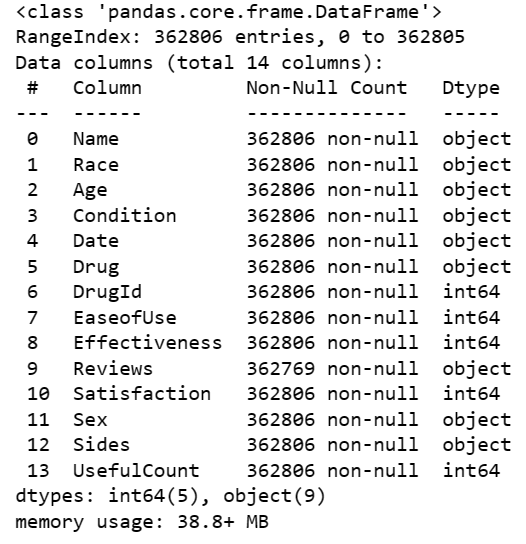 <class 'pandas.core.frame.DataFrame'>
RangeIndex: 362806 entries, 0 to 362805
Data columns (total 14 columns):
 #   Column         Non-Null Count   Dtype
---  ------         --------------   -----
 0   Name           362806 non-null  object
 1   Race           362806 non-null  object
 2   Age            362806 non-null  object
 3   Condition      362806 non-null  object
 4   Date           362806 non-null  object
 5   Drug           362806 non-null  object
 6   DrugId         362806 non-null  int64
 7   EaseofUse      362806 non-null  int64
 8   Effectiveness  362806 non-null  int64
 9   Reviews        362769 non-null  object
 10  Satisfaction   362806 non-null  int64
 11  Sex            362806 non-null  object
 12  Sides          362806 non-null  object
 13  UsefulCount    362806 non-null  int64
dtypes: int64(5), object(9)
memory usage: 38.8+ MB